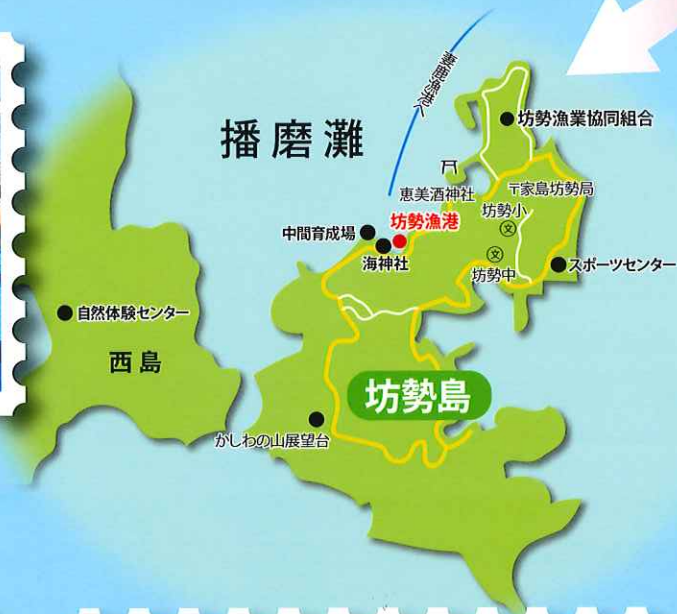 妻鹿漁港へ
播磨灘
坊勢漁業協同組合
恵美酒神社
〒家島坊勢局
坊勢小
文
中間育成場
坊勢漁港
海神社
坊勢中
文
スポーツセンター
自然体験センター
西島
坊勢島
かしわの山展望台